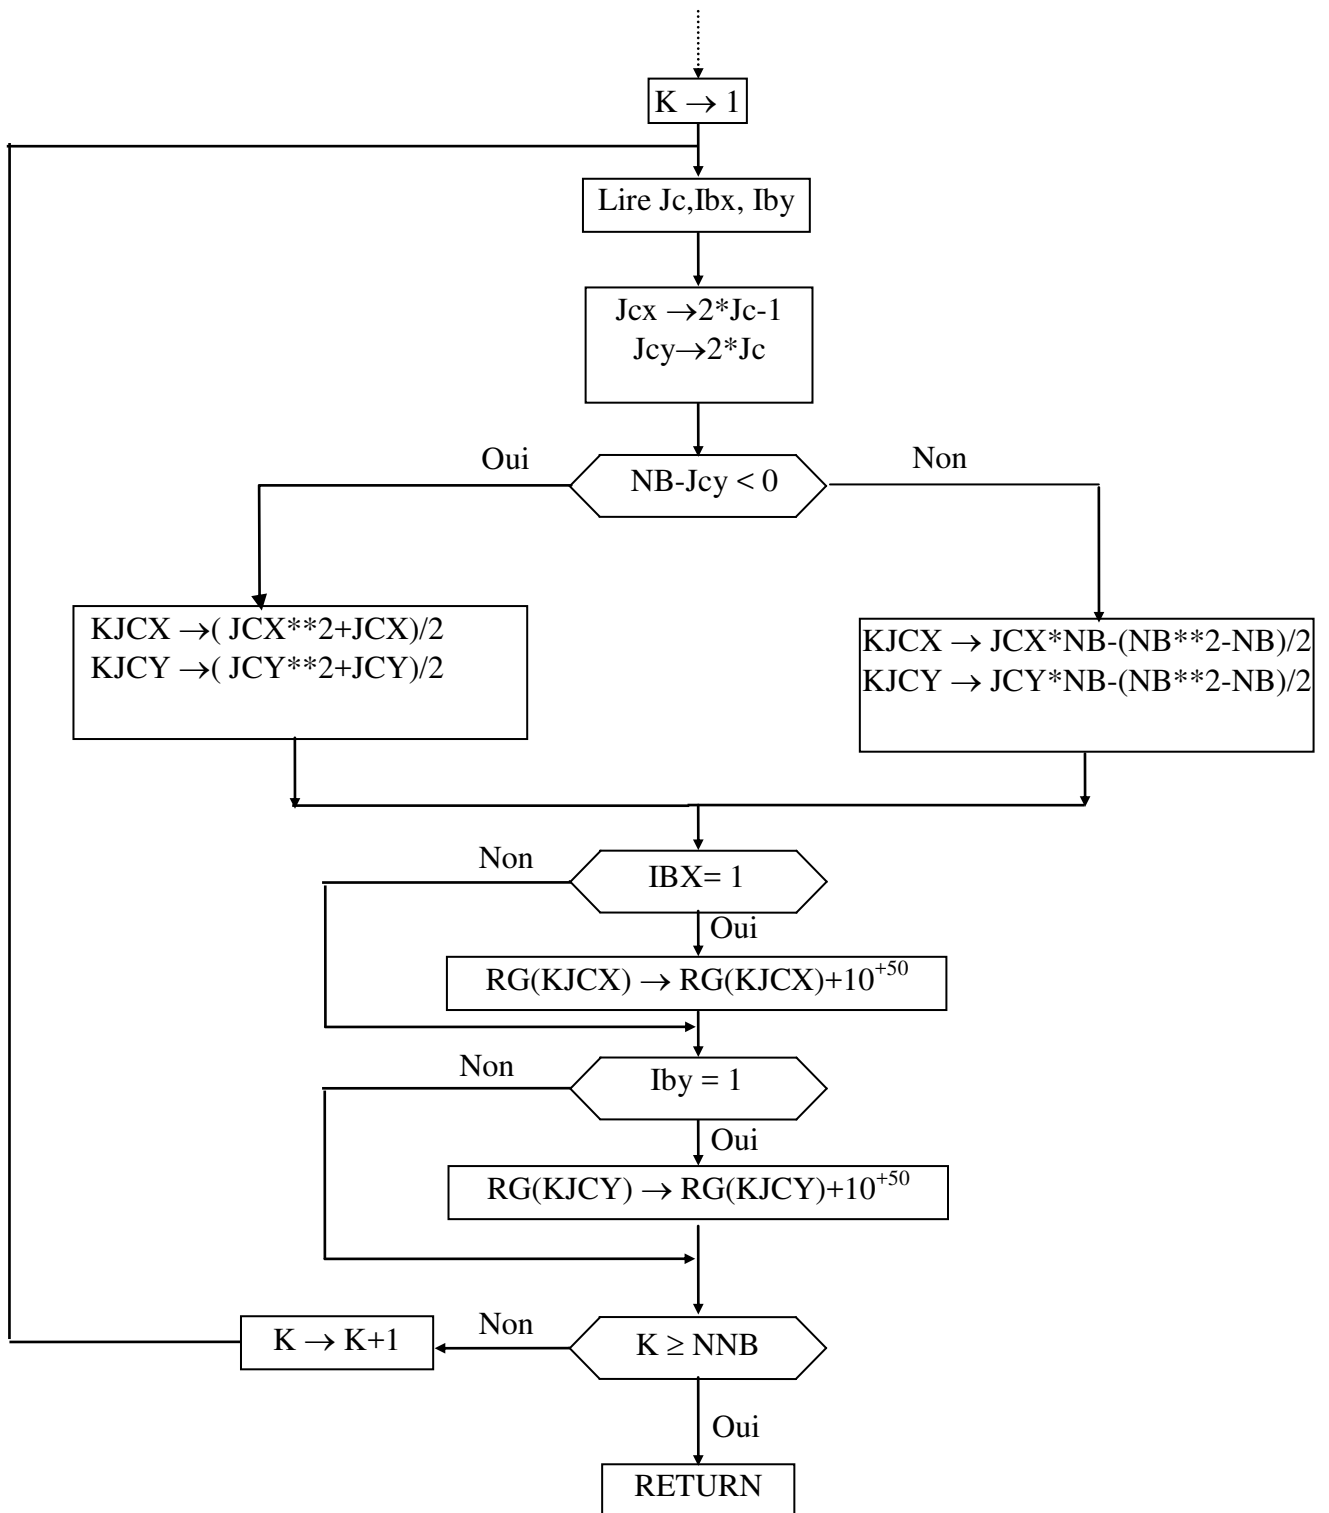 K → 1
Lire Jc,Ibx, Iby
Jcx →2*Jc-1
Jcy→2*Jc
Oui
NB-Jcy < 0
Non
KJCX →( JCX**2+JCX)/2
KJCY →( JCY**2+JCY)/2
KJCX → JCX*NB-(NB**2-NB)/2
KJCY → JCY*NB-(NB**2-NB)/2
Non
IBX= 1
Oui
RG(KJCX) → RG(KJCX)+10⁺⁵⁰
Non
Iby = 1
Oui
RG(KJCY) → RG(KJCY)+10⁺⁵⁰
K → K+1
Non
K ≥ NNB
Oui
RETURN